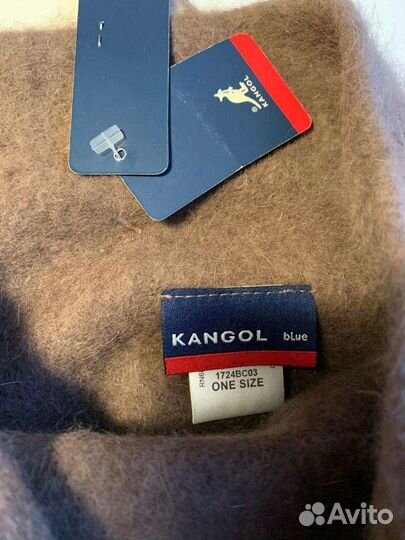 KANGOL
®
KANGOL bLue
1724BC03
ONE SIZE
Avito